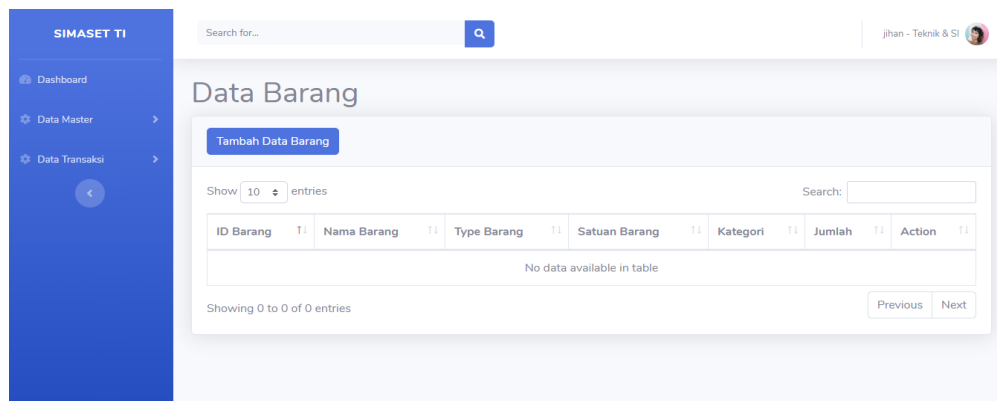 SIMASET TI
Search for...
jihan - Teknik & SI
Dashboard
Data Master
Data Transaksi
Data Barang
Tambah Data Barang
Show 10 entries
Search:
ID Barang Nama Barang Type Barang Satuan Barang Kategori Jumlah Action
No data available in table
Showing 0 to 0 of 0 entries
Previous Next